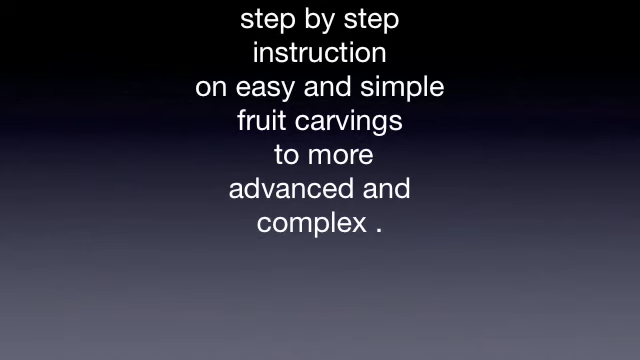 step by step
instruction
on easy and simple
fruit carvings
to more
advanced and
complex .